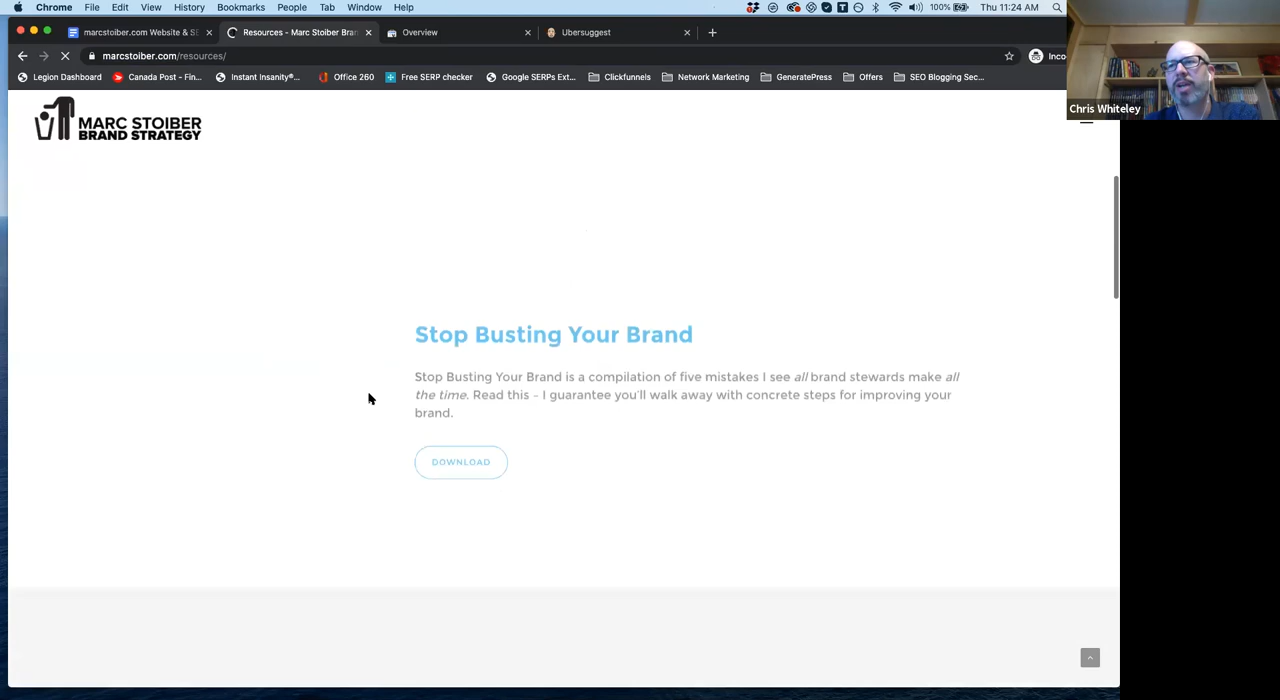 Chrome File Edit View History Bookmarks People Tab Window Help 100% Thu 11:24 AM
marcstoiber.com Website & SE Resources - Marc Stoiber Bran Overview Ubersuggest
marcstoiber.com/resources/ Inco
Legion Dashboard Canada Post - Fin... Instant Insanity®... Office 260 Free SERP checker Google SERPs Ext... Clickfunnels Network Marketing GeneratePress Offers SEO Blogging Sec...
Chris Whiteley
MARC STOIBER
BRAND STRATEGY
Stop Busting Your Brand
Stop Busting Your Brand is a compilation of five mistakes I see all brand stewards make all
the time. Read this – I guarantee you'll walk away with concrete steps for improving your
brand.
DOWNLOAD